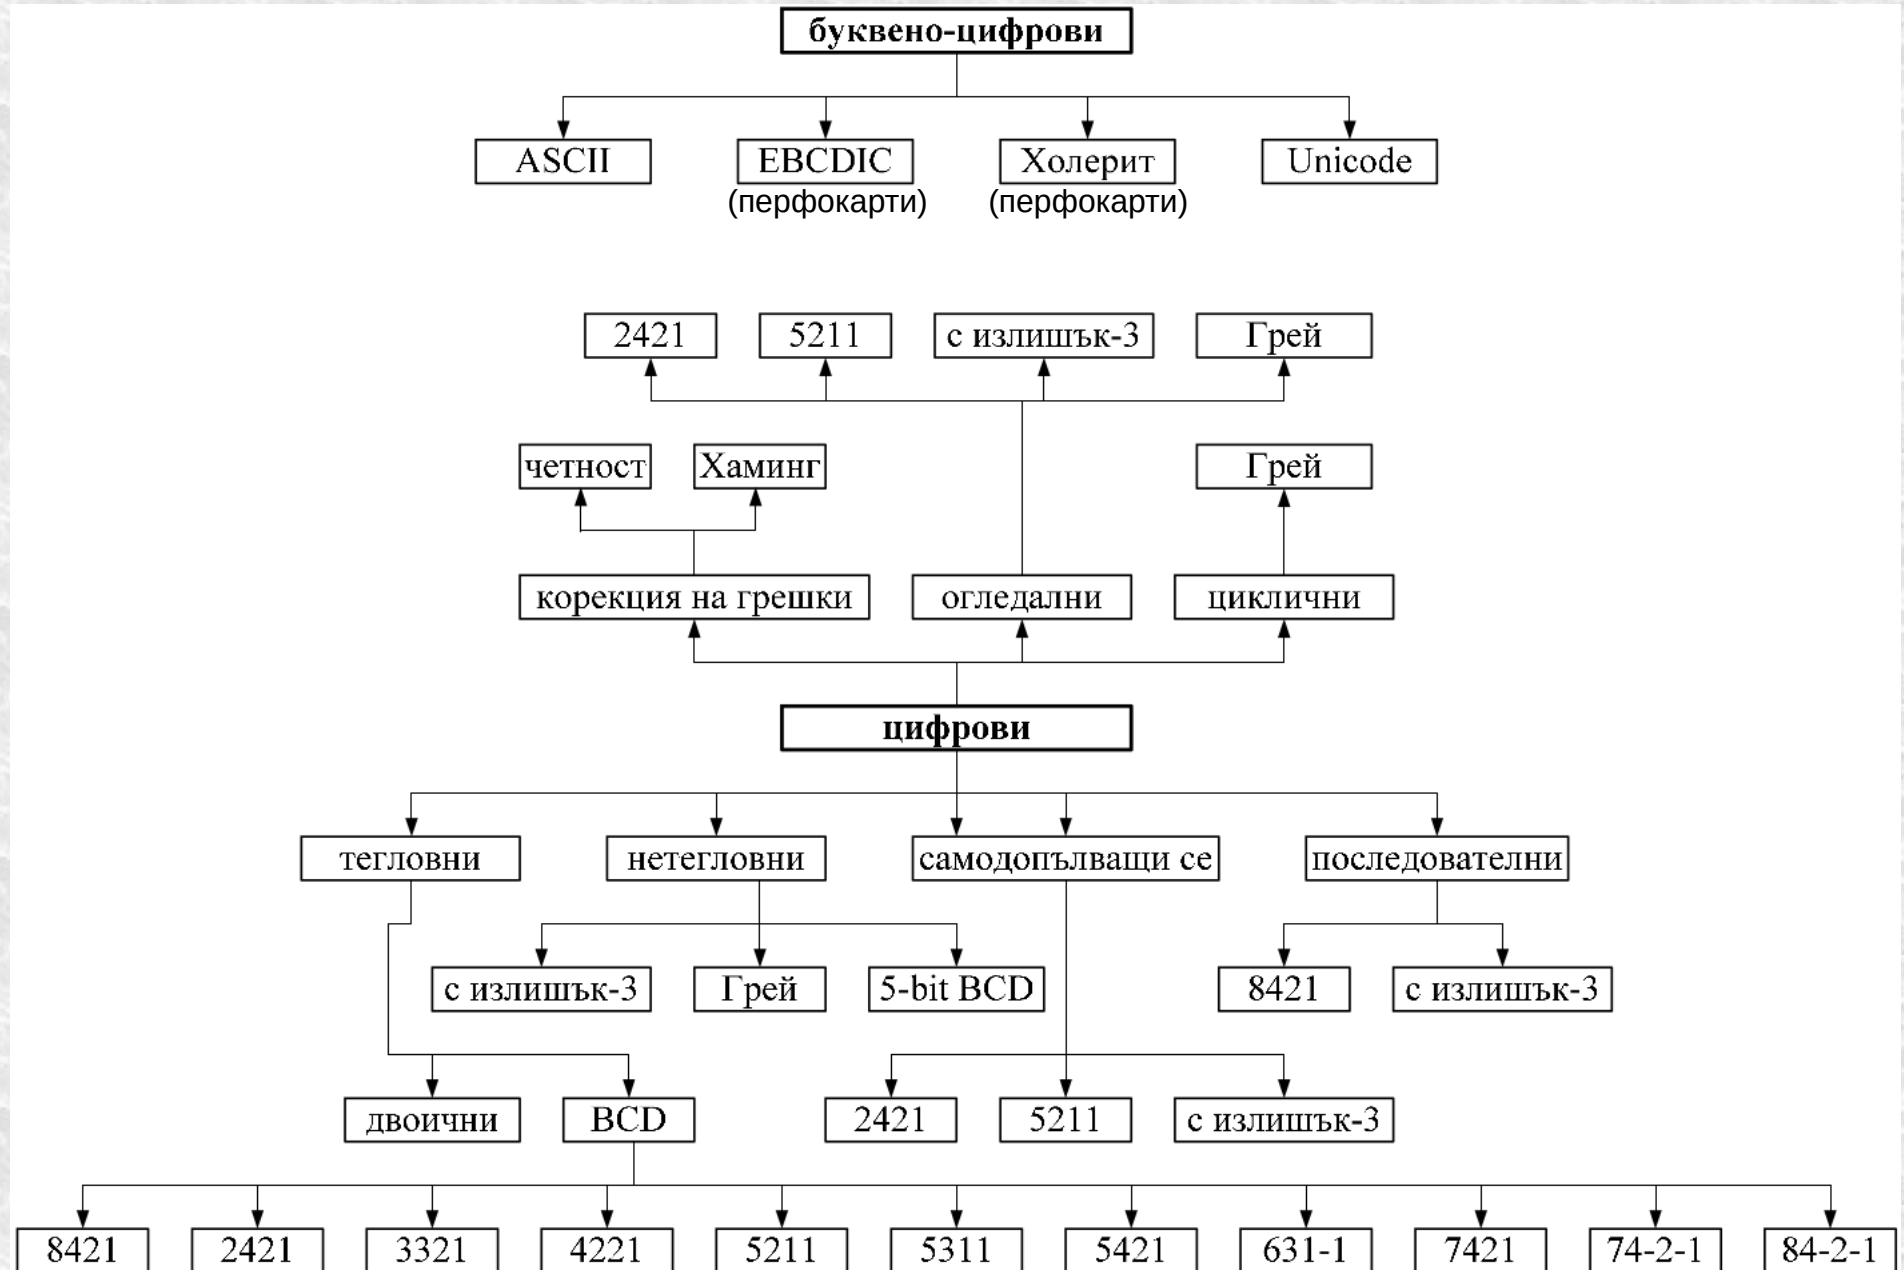 буквено-цифрови
ASCII
EBCDIC
Холерит
Unicode
(перфокарти)
(перфокарти)
2421
5211
с излишък-3
Грей
четност
Хаминг
Грей
корекция на грешки
огледални
циклични
цифрови
тегловни
нетегловни
самодопълващи се
последователни
с излишък-3
Грей
5-bit BCD
8421
с излишък-3
двоични
BCD
2421
5211
с излишък-3
8421
2421
3321
4221
5211
5311
5421
631-1
7421
74-2-1
84-2-1